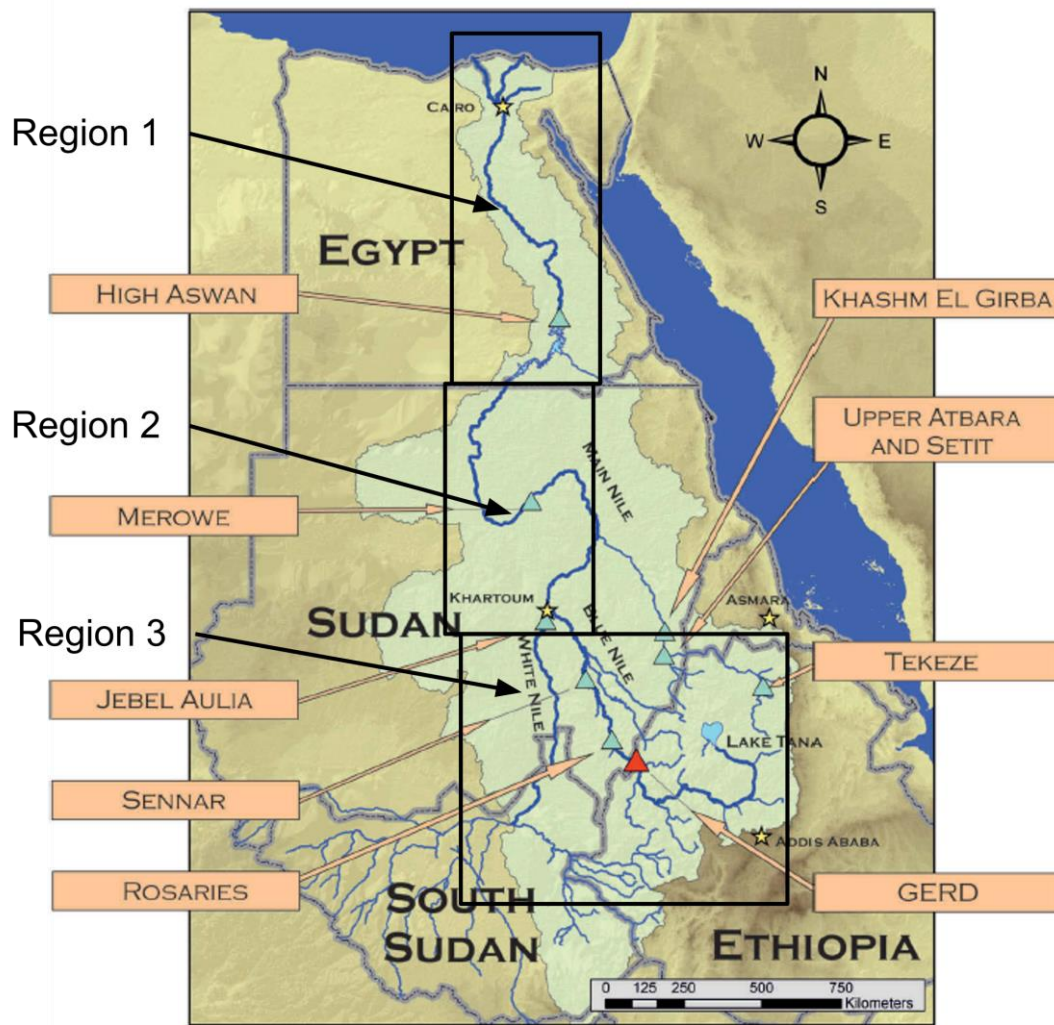 N
W E
S
CAIRO
Region 1
EGYPT
HIGH ASWAN
KHASHM EL GIRBA
Region 2
UPPER ATBARA
AND SETIT
MAIN NILE
MEROWE
KHARTOUM
ASMARA
SUDAN
BLUE NILE
Region 3
WHITE NILE
TEKEZE
JEBEL AULIA
LAKE TANA
SENNAR
ADDIS ABABA
ROSARIES
GERD
SOUTH
SUDAN
ETHIOPIA
0 125 250 500 750
Kilometers